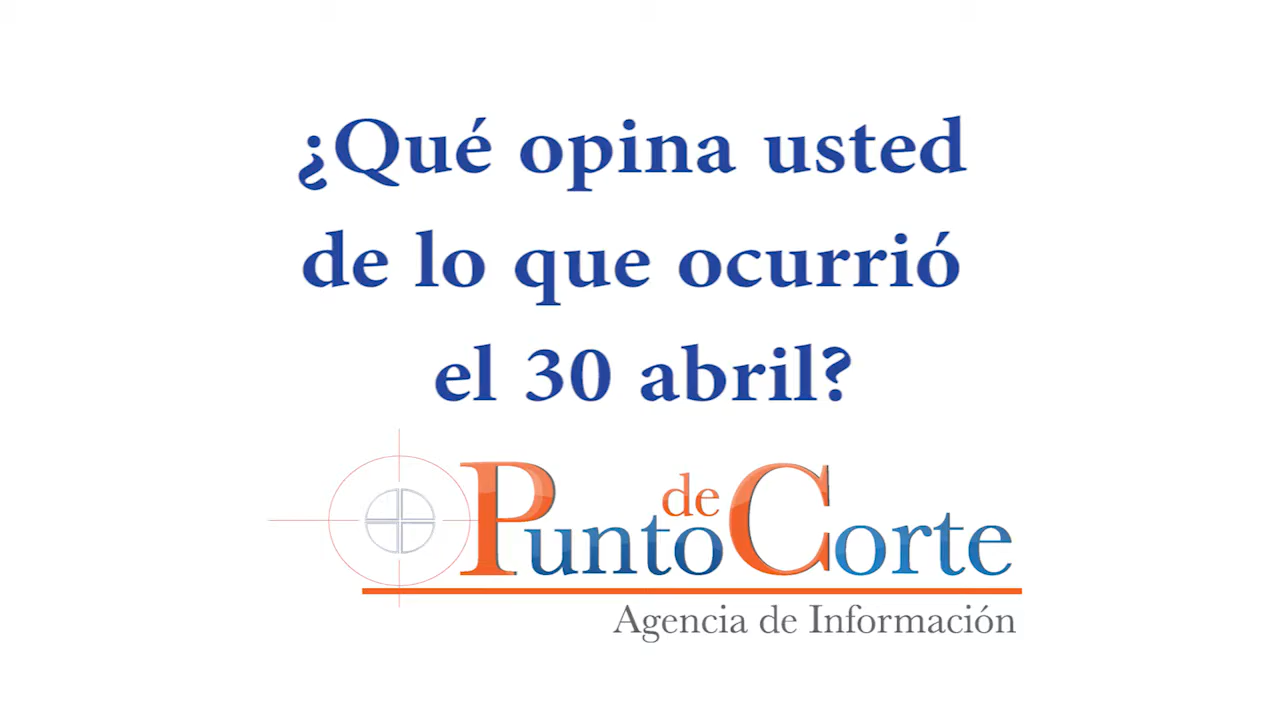 ¿Qué opina usted
de lo que ocurrió
el 30 abril?
Punto de Corte
Agencia de Información